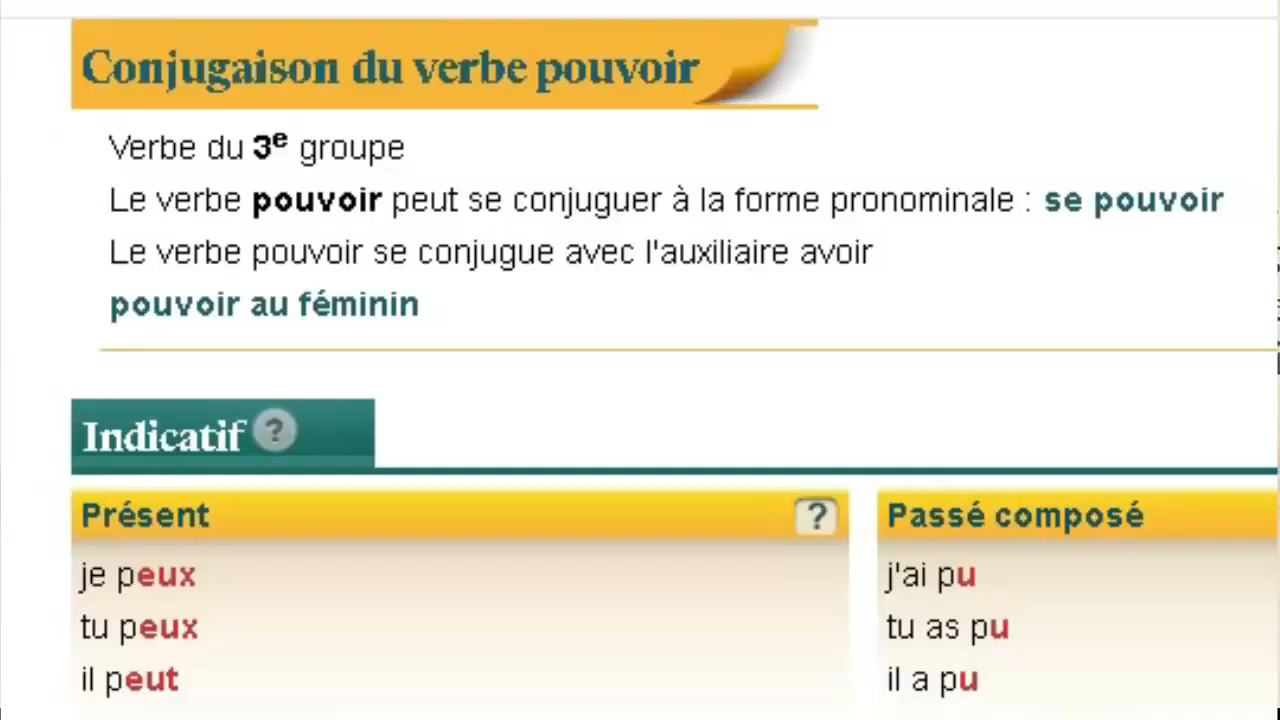 Conjugaison du verbe pouvoir
Verbe du 3e groupe
Le verbe pouvoir peut se conjuguer à la forme pronominale : se pouvoir
Le verbe pouvoir se conjugue avec l'auxiliaire avoir
pouvoir au féminin
Indicatif ?
Présent ?
je peux
tu peux
il peut
Passé composé
j'ai pu
tu as pu
il a pu